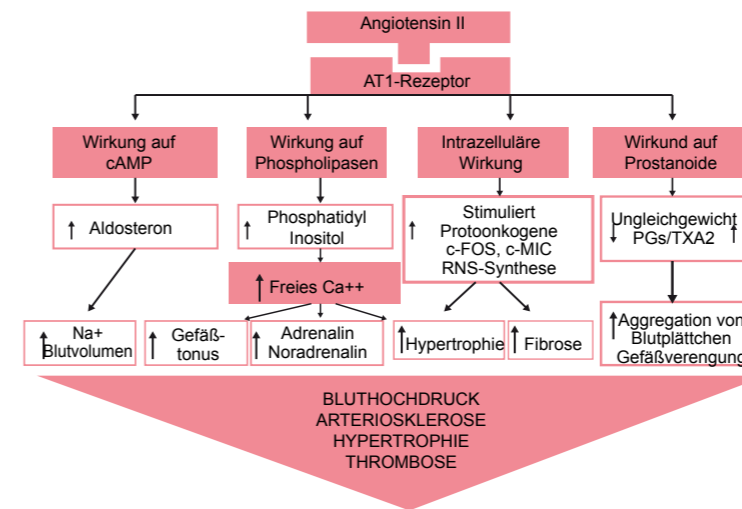 Angiotensin II
AT1-Rezeptor
Wirkung auf
cAMP
Wirkung auf
Phospholipasen
Intrazelluläre
Wirkung
Wirkund auf
Prostanoide
Aldosteron
Phosphatidyl
Inositol
Stimuliert
Protoonkogene
c-FOS, c-MIC
RNS-Synthese
Ungleichgewicht
PGs/TXA2
Freies Ca++
Na+
Blutvolumen
Gefäß-
tonus
Adrenalin
Noradrenalin
Hypertrophie
Fibrose
Aggregation von
Blutplättchen
Gefäßverengung
BLUTHOCHDRUCK
ARTERIOSKLEROSE
HYPERTROPHIE
THROMBOSE